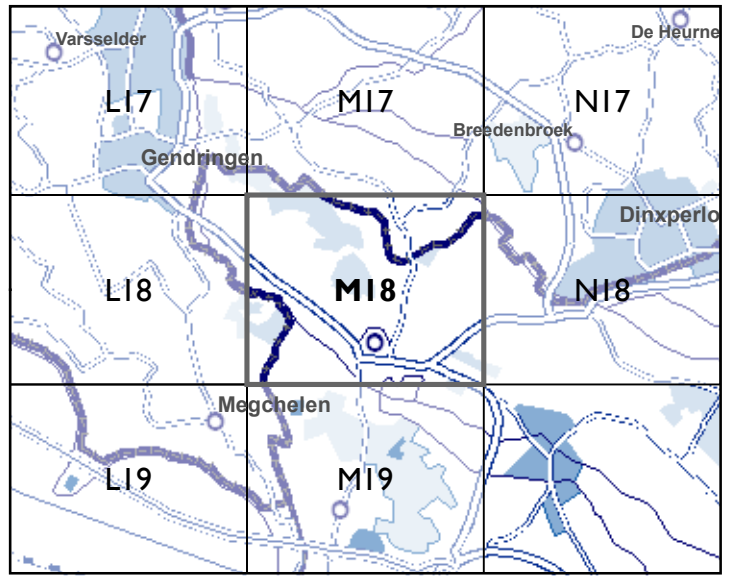 De Heurne
Varsselder
L17
M17
N17
Breedenbroek
Gendringen
Dinxperlo
L18
M18
N18
Megchelen
L19
M19